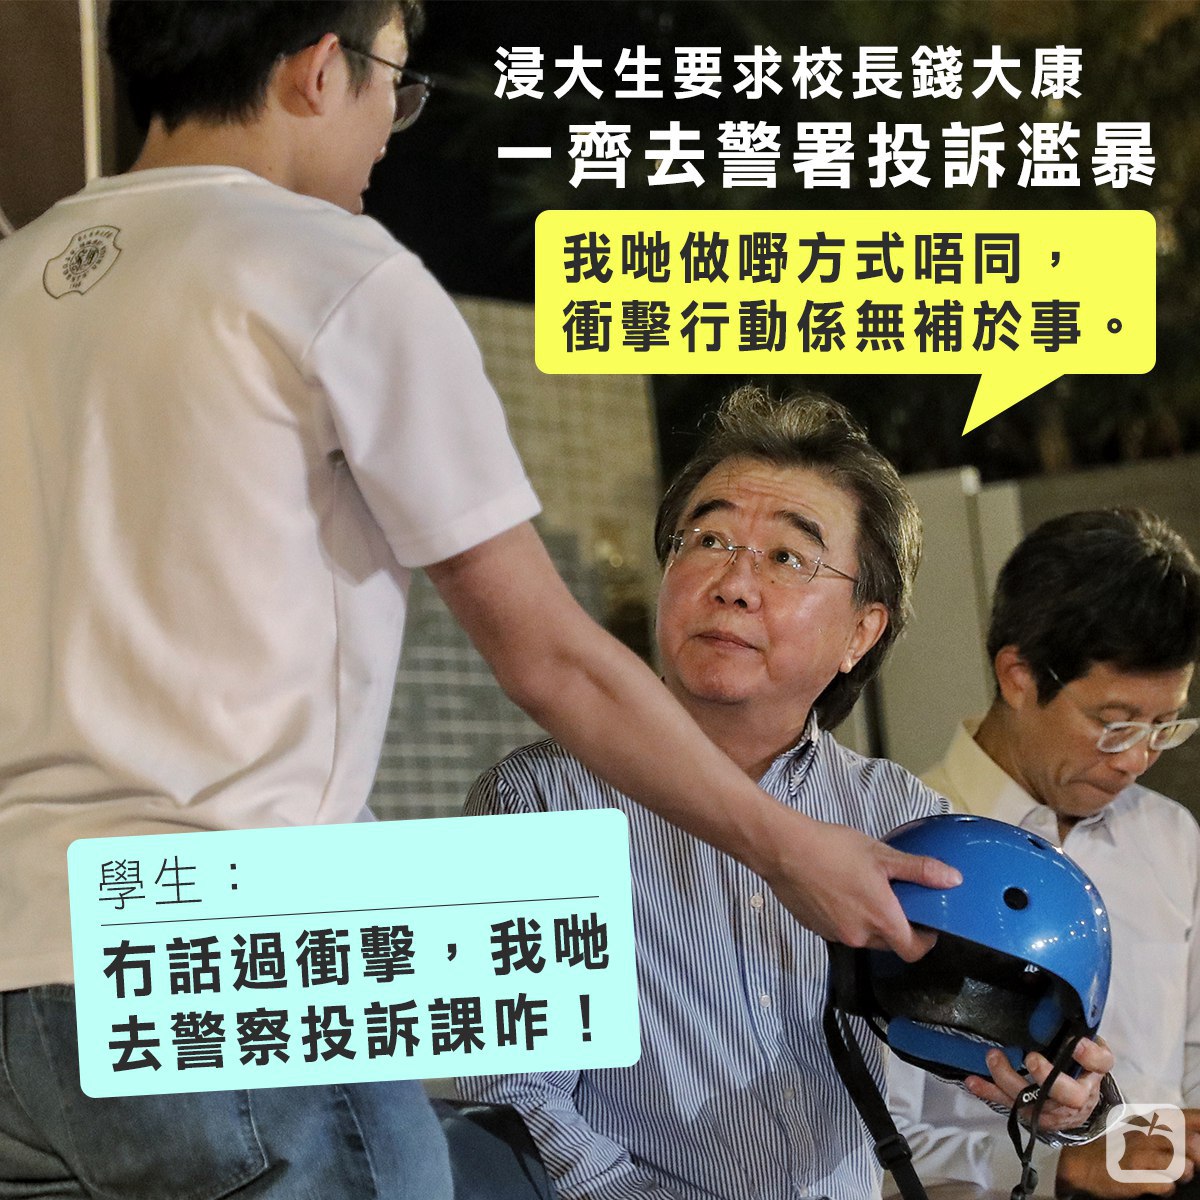 浸大生要求校長錢大康
一齊去警署投訴濫暴
我哋做嘢方式唔同，
衝擊行動係無補於事。
學生：
冇話過衝擊，我哋
去警察投訴課咋！